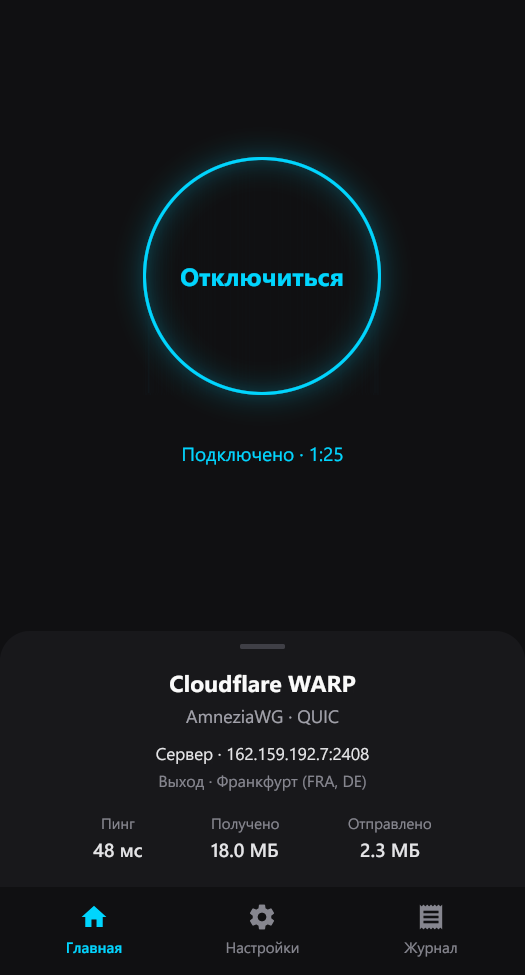 Отключиться
Подключено · 1:25
Cloudflare WARP
AmneziaWG · QUIC
Сервер · 162.159.192.7:2408
Выход · Франкфурт (FRA, DE)
Пинг Получено Отправлено
48 мс 18.0 МБ 2.3 МБ
Главная Настройки Журнал